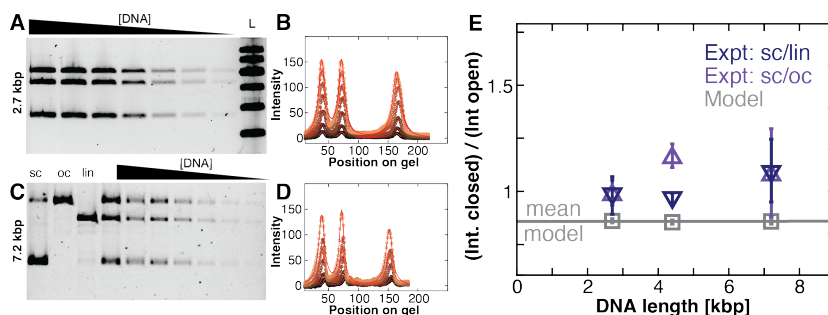 A
[DNA]
L
2.7 kbp
B
Intensity
150
100
50
0
50 100 150 200
Position on gel
sc oc lin
[DNA]
C
7.2 kbp
D
Intensity
150
100
50
0
50 100 150 200
Position on gel
E
(Int. closed) / (Int open)
1.75
1
Expt: sc/lin
Expt: sc/oc
Model
mean
model
0 2 4 6 8
DNA length [kbp]